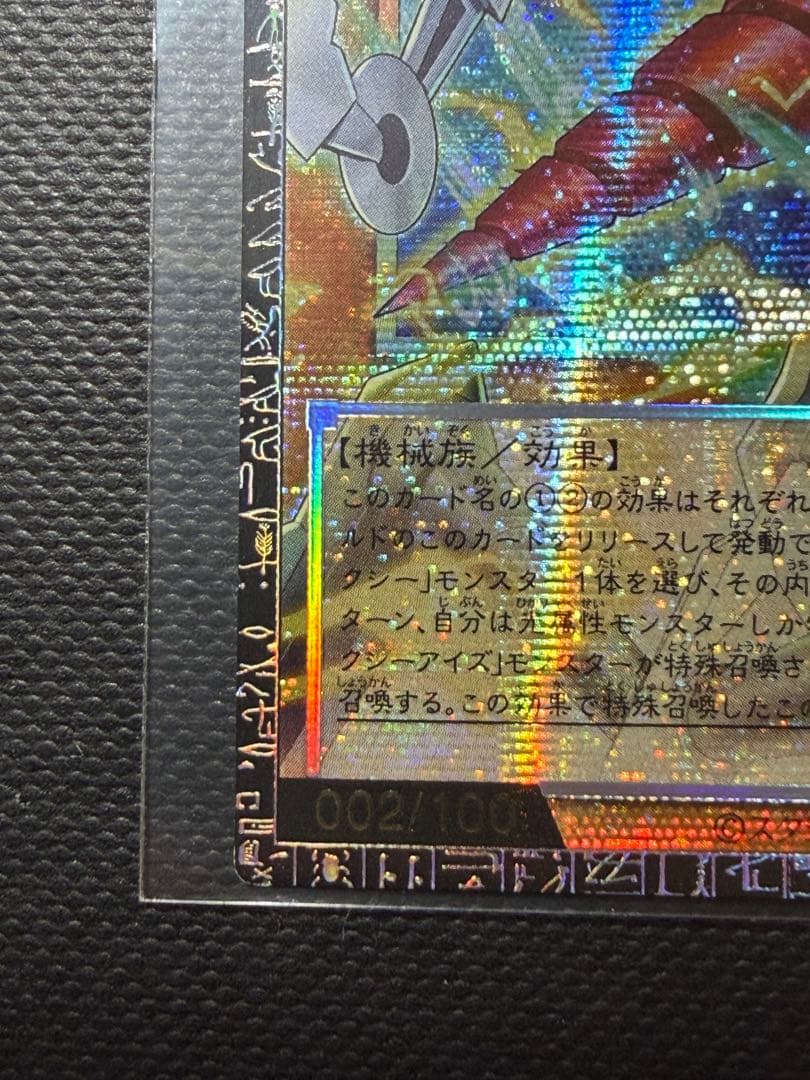 【機械族／効果】
このカード名の①②の効果はそれぞれ
ルドのこのカードをリリースして発動で
クシー」モンスター1体を選び、その内
ターン、自分は光属性モンスターしか
クシーアイズ」モンスターが特殊召喚さ
召喚する。この効果で特殊召喚したこの
002/100
©スタ